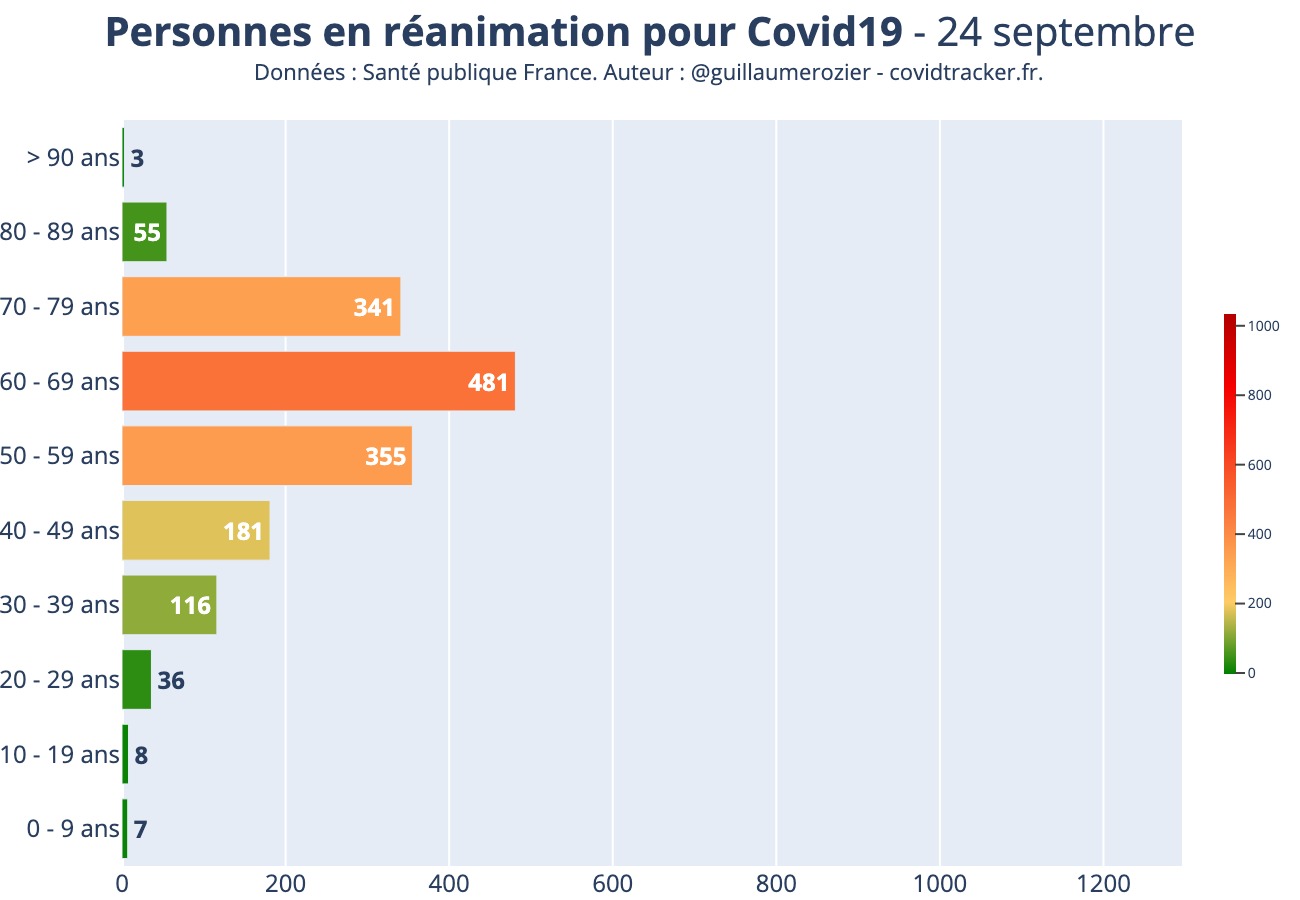 Personnes en réanimation pour Covid19 - 24 septembre
Données : Santé publique France. Auteur : @guillaumerozier - covidtracker.fr.
> 90 ans 3
80 - 89 ans 55
70 - 79 ans 341
60 - 69 ans 481
50 - 59 ans 355
40 - 49 ans 181
30 - 39 ans 116
20 - 29 ans 36
10 - 19 ans 8
0 - 9 ans 7
0 200 400 600 800 1000 1200
1000
800
600
400
200
0